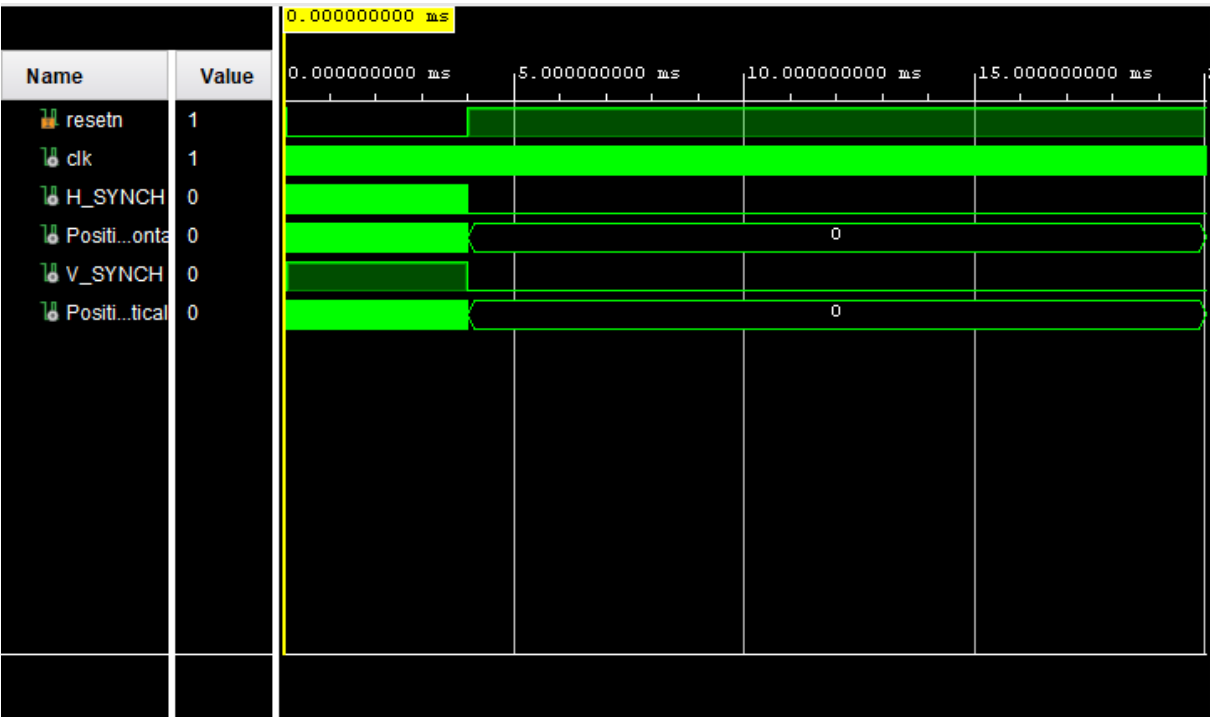 0.000000000 ms
Name Value 0.000000000 ms 5.000000000 ms 10.000000000 ms 15.000000000 ms
resetn 1
clk 1
H_SYNCH 0
Positi...onta 0 0
V_SYNCH 0
Positi...tical 0 0